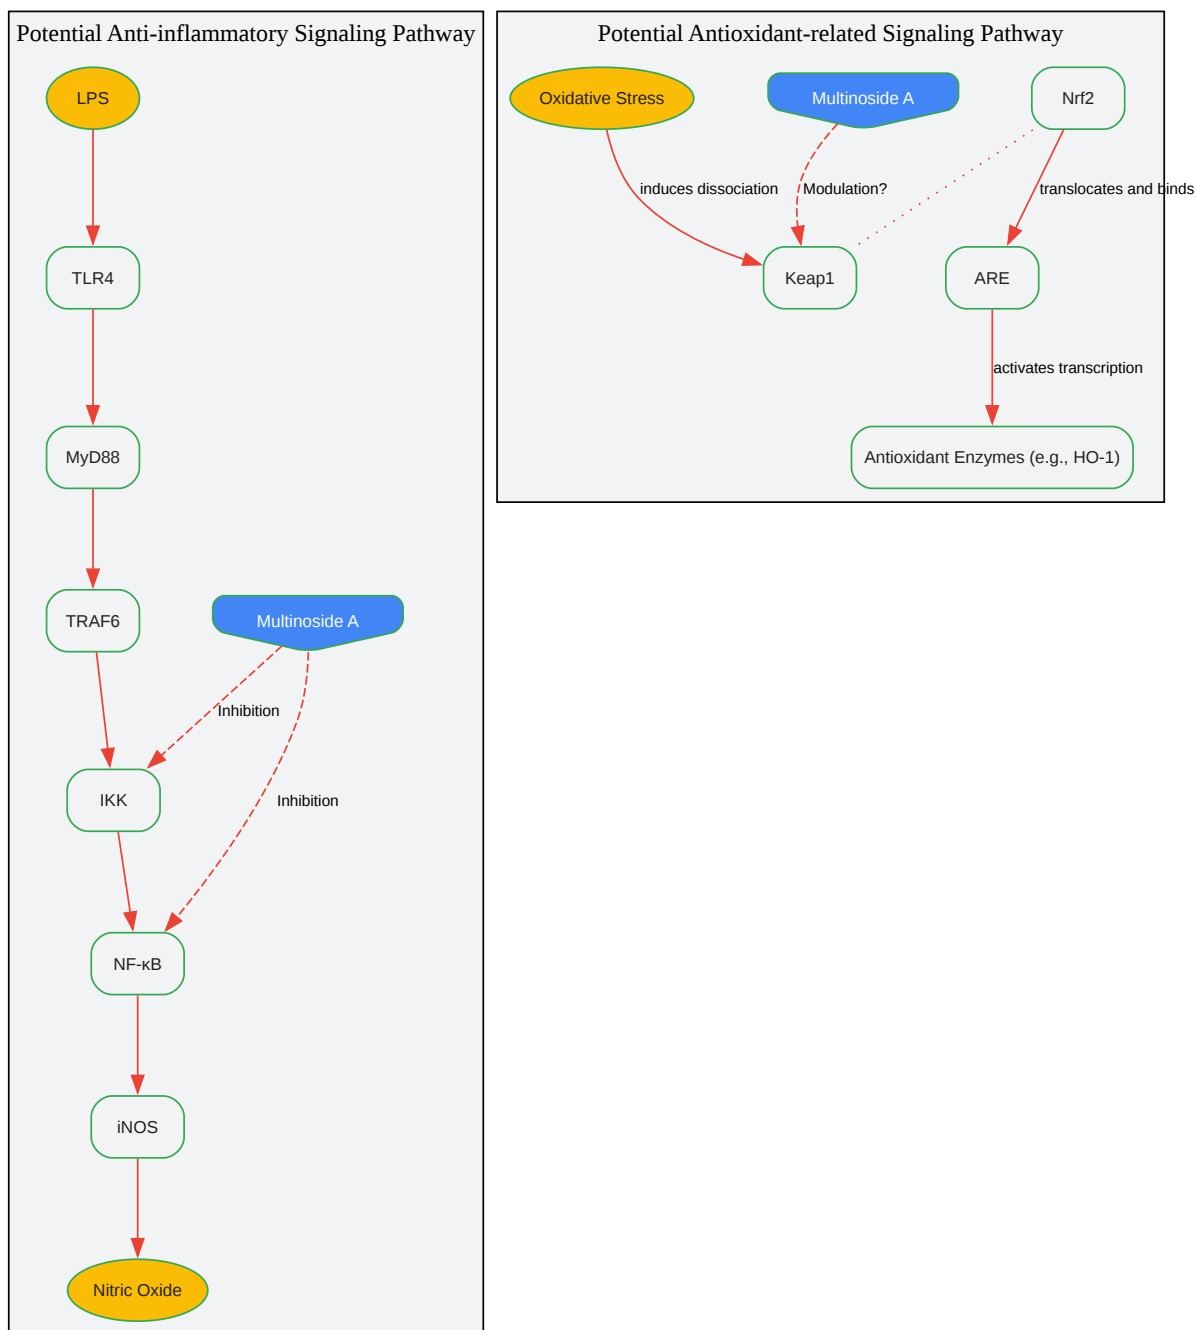 Potential Anti-inflammatory Signaling Pathway
LPS
TLR4
MyD88
TRAF6
Multinoside A
Inhibition
IKK
Inhibition
NF-κB
iNOS
Nitric Oxide
Potential Antioxidant-related Signaling Pathway
Oxidative Stress
Multinoside A
Nrf2
induces dissociation
Modulation?
translocates and binds
Keap1
ARE
activates transcription
Antioxidant Enzymes (e.g., HO-1)